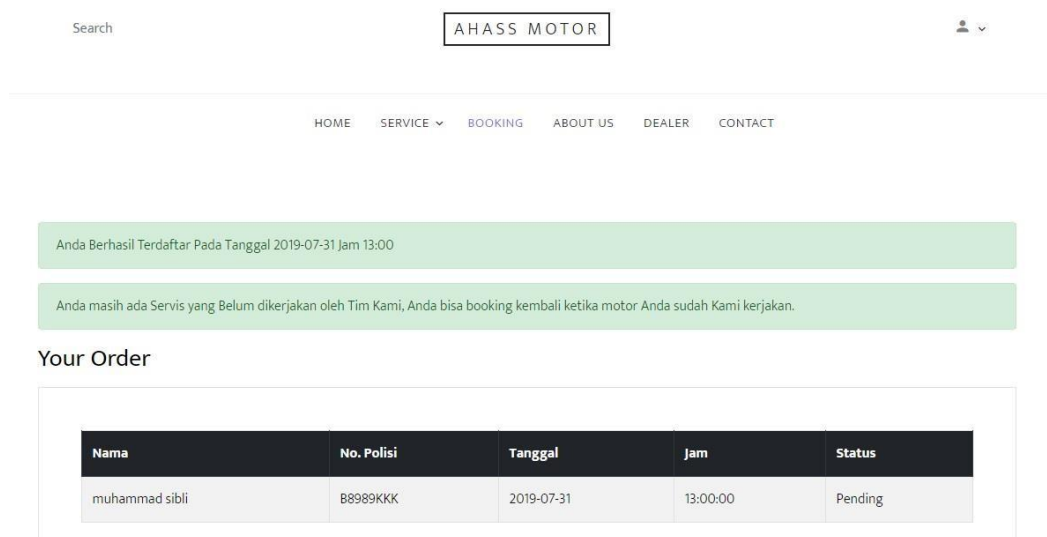 Search
AHASS MOTOR
HOME SERVICE BOOKING ABOUT US DEALER CONTACT
Anda Berhasil Terdaftar Pada Tanggal 2019-07-31 Jam 13:00
Anda masih ada Servis yang Belum dikerjakan oleh Tim Kami, Anda bisa booking kembali ketika motor Anda sudah Kami kerjakan.
Your Order
Nama No. Polisi Tanggal Jam Status
muhammad sibli B8989KKK 2019-07-31 13:00:00 Pending